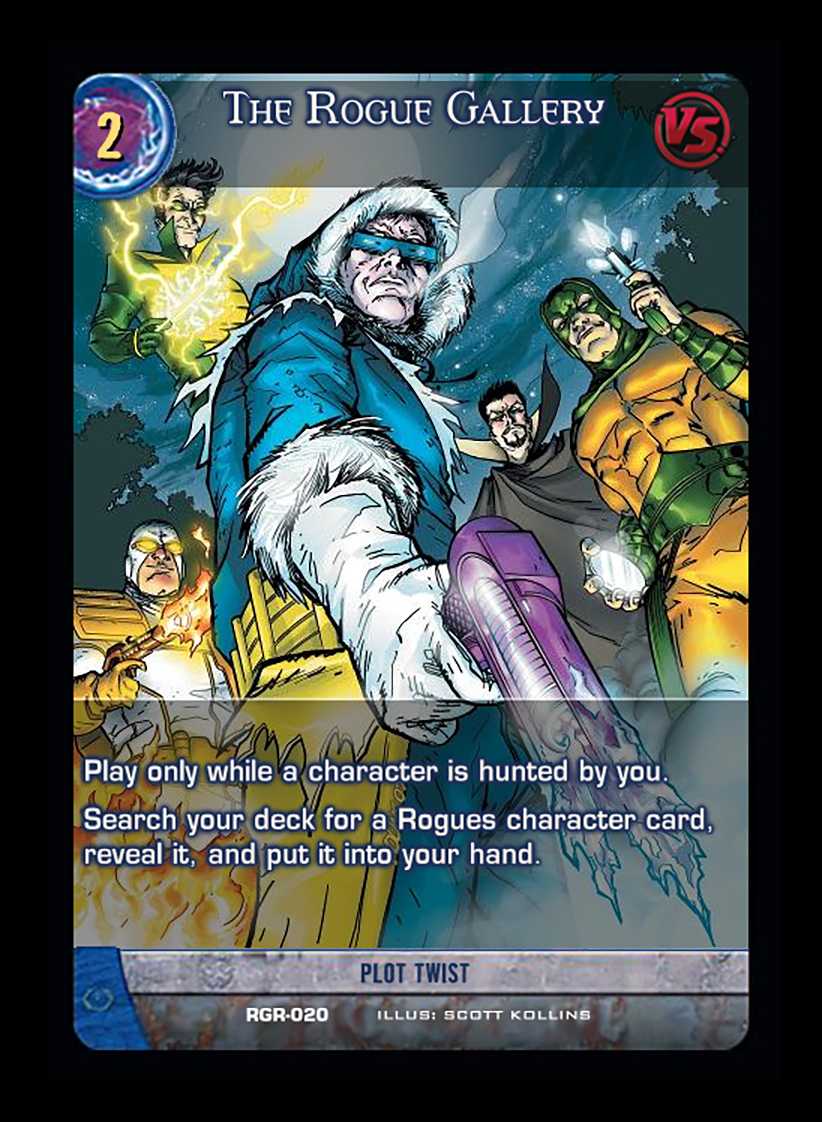 2
The Rogue Gallery
VS.
Play only while a character is hunted by you.
Search your deck for a Rogues character card,
reveal it, and put it into your hand.
PLOT TWIST
RGR-020 ILLUS: SCOTT KOLLINS